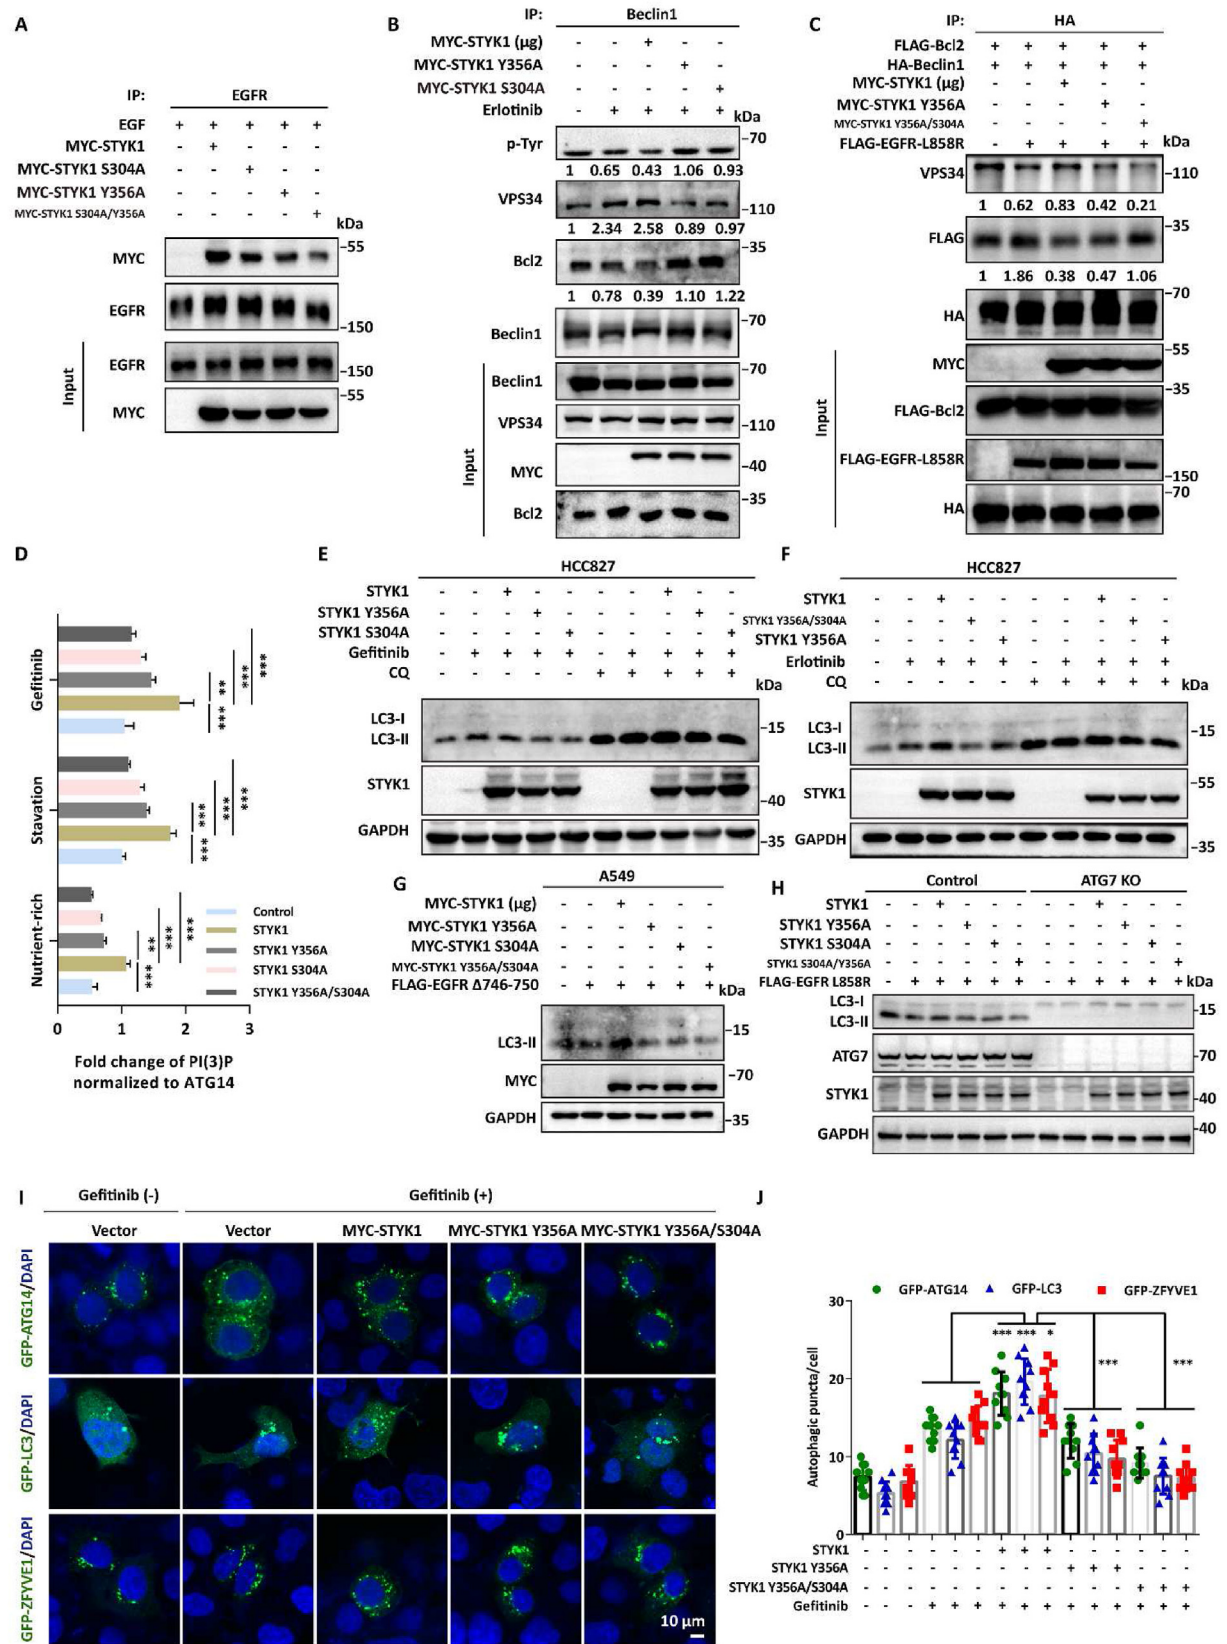 A
IP: EGFR
EGF + + + + +
MYC-STYK1 - + - - -
MYC-STYK1 S304A - - + - -
MYC-STYK1 Y356A - - - + -
MYC-STYK1 S304A/Y356A - - - - +
kDa
MYC -55
EGFR -150
Input
EGFR -150
-55
MYC
B
IP: Beclin1
MYC-STYK1 (μg) - - + - -
MYC-STYK1 Y356A - - - + -
MYC-STYK1 S304A - - - - +
Erlotinib - + + + +
kDa
p-Tyr -70
1 0.65 0.43 1.06 0.93
VPS34 -110
1 2.34 2.58 0.89 0.97
Bcl2 -35
1 0.78 0.39 1.10 1.22
Beclin1 -70
Input
Beclin1 -70
VPS34 -110
MYC -40
Bcl2 -35
C
IP: HA
FLAG-Bcl2 + + + + +
HA-Beclin1 + + + + +
MYC-STYK1 (μg) - - + - -
MYC-STYK1 Y356A - - - + -
MYC-STYK1 Y356A/S304A - - - - +
FLAG-EGFR-L858R - + + + +
kDa
VPS34 -110
1 0.62 0.83 0.42 0.21
FLAG -35
1 1.86 0.38 0.47 1.06
HA -70
Input
MYC -55
FLAG-Bcl2 -35
FLAG-EGFR-L858R -150
HA -70
D
Gefitinib
Stavation
Nutrient-rich
*** ** *** ***
*** *** *** ***
*** ** *** ***
Control
STYK1
STYK1 Y356A
STYK1 S304A
STYK1 Y356A/S304A
0 1 2 3
Fold change of PI(3)P
normalized to ATG14
E
HCC827
STYK1 - - + - - - - + - -
STYK1 Y356A - - - + - - - - + -
STYK1 S304A - - - - + - - - - +
Gefitinib - + + + + - + + + +
CQ - - - - - + + + + +
kDa
LC3-I
LC3-II
-15
STYK1 -40
GAPDH -35
F
HCC827
STYK1 - - + - - - - + - -
STYK1 Y356A/S304A - - - + - - - - + -
STYK1 Y356A - - - - + - - - - +
Erlotinib - + + + + - + + + +
CQ - - - - - + + + + +
kDa
LC3-I
LC3-II
-15
STYK1 -55
GAPDH -35
G
A549
MYC-STYK1 (μg) - - + - - -
MYC-STYK1 Y356A - - - + - -
MYC-STYK1 S304A - - - - + -
MYC-STYK1 Y356A/S304A - - - - - +
FLAG-EGFR Δ746-750 - + + + + +
kDa
LC3-II -15
MYC -70
GAPDH -35
H
Control ATG7 KO
STYK1 - - + - - - - - + - - -
STYK1 Y356A - - - + - - - - - + - -
STYK1 S304A - - - - + - - - - - + -
STYK1 S304A/Y356A - - - - - + - - - - - +
FLAG-EGFR L858R - + + + + + - + + + + +
kDa
LC3-I
LC3-II
-15
ATG7 -70
STYK1 -40
GAPDH -40
I
Gefitinib (-) Gefitinib (+)
Vector Vector MYC-STYK1 MYC-STYK1 Y356A MYC-STYK1 Y356A/S304A
GFP-ATG14/DAPI
GFP-LC3/DAPI
GFP-ZFYVE1/DAPI
10 μm
J
GFP-ATG14 GFP-LC3 GFP-ZFYVE1
*** *** * *** ***
Autophagic puncta/cell
30
20
10
0
STYK1 - - - - - - + + + - - - - - -
STYK1 Y356A - - - - - - - - - + + + - - -
STYK1 Y356A/S304A - - - - - - - - - - - - + + +
Gefitinib - - - + + + + + + + + + + + +